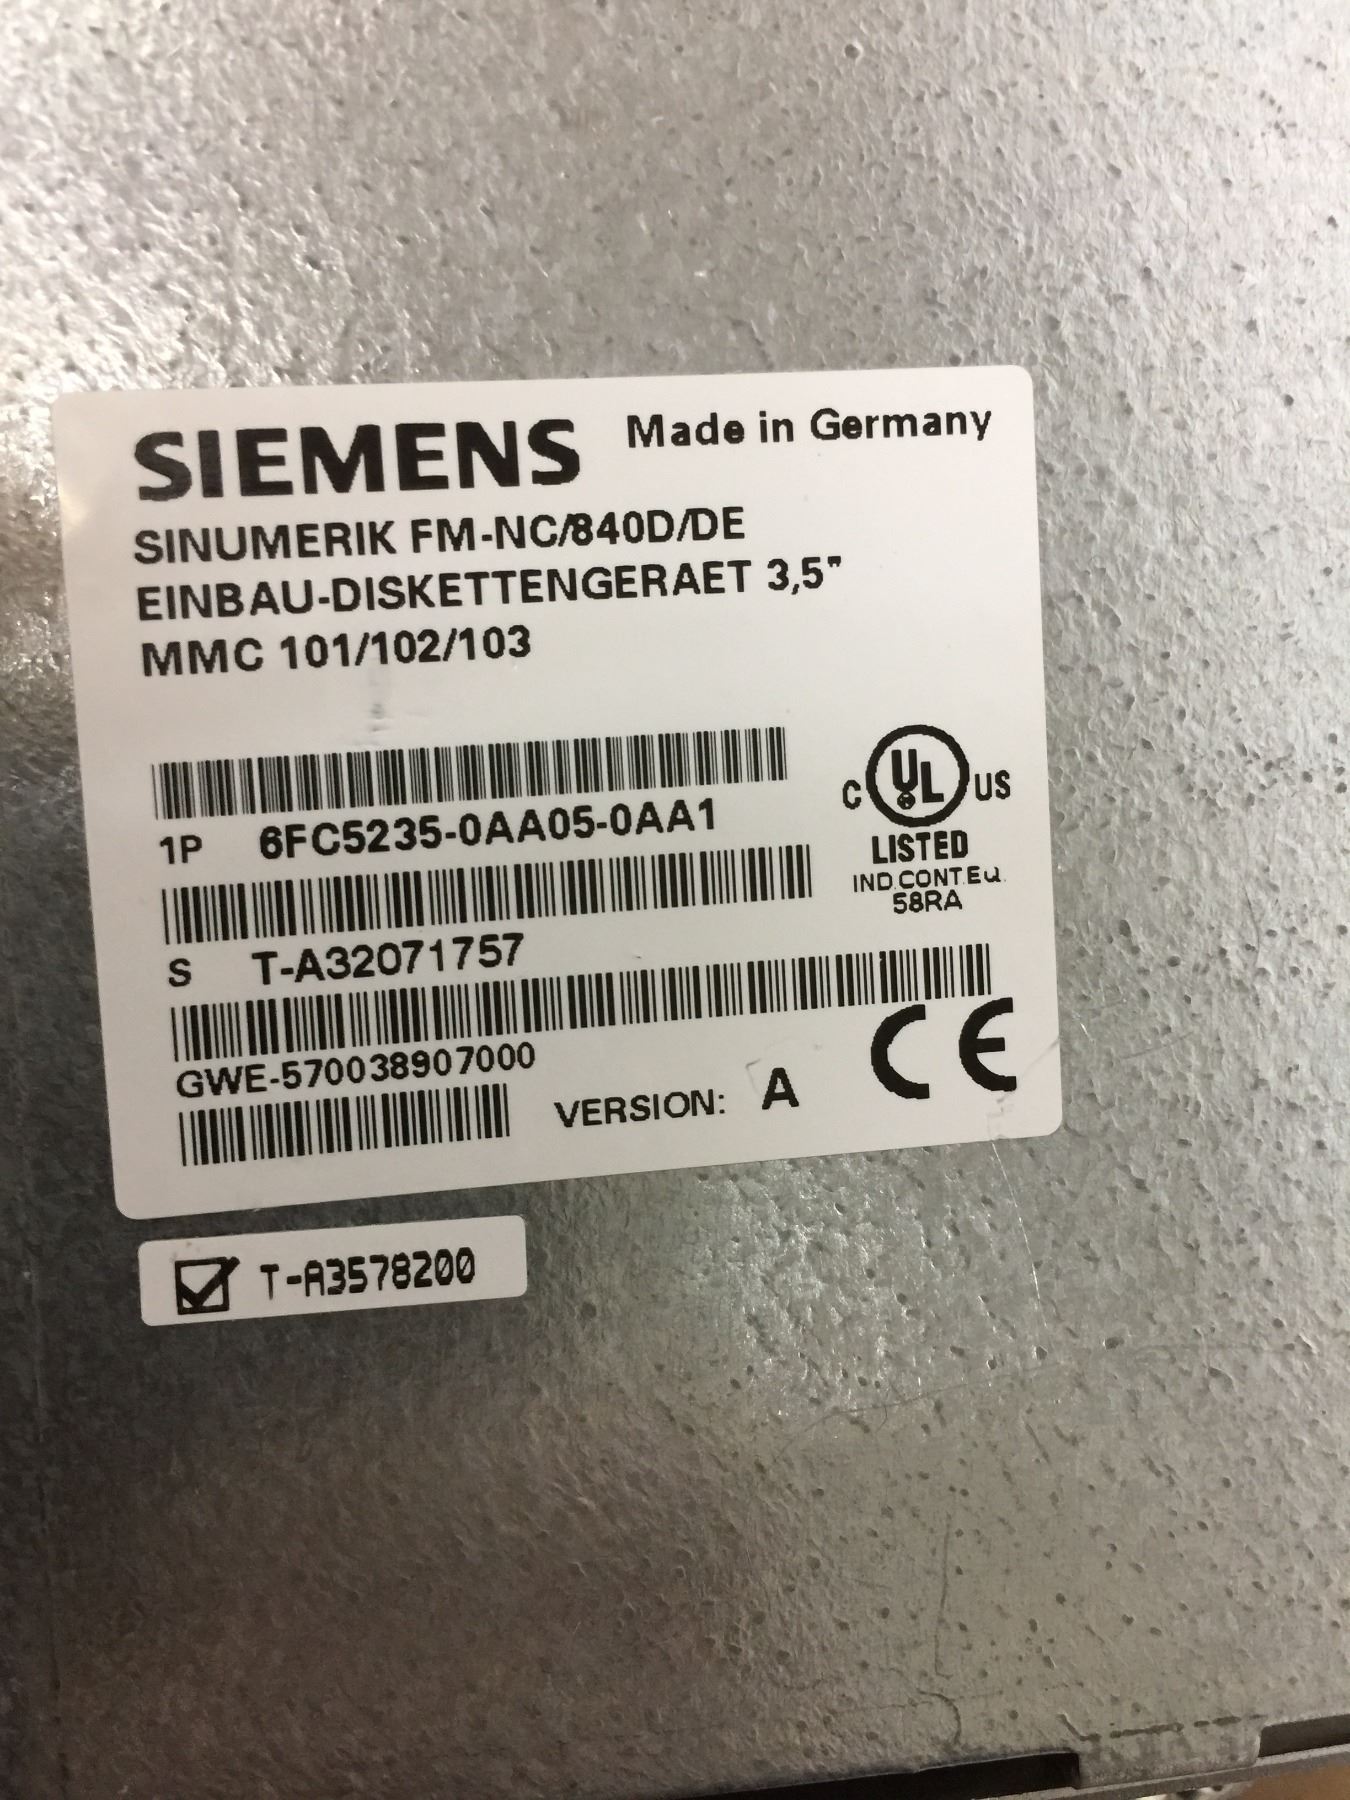 SIEMENS Made in Germany
SINUMERIK FM-NC/840D/DE
EINBAU-DISKETTENGERAET 3,5"
MMC 101/102/103
1P 6FC5235-0AA05-0AA1
C UL US
LISTED
IND.CONT.EQ.
58RA
S T-A32071757
GWE-570038907000
VERSION: A
CE
T-A3578200